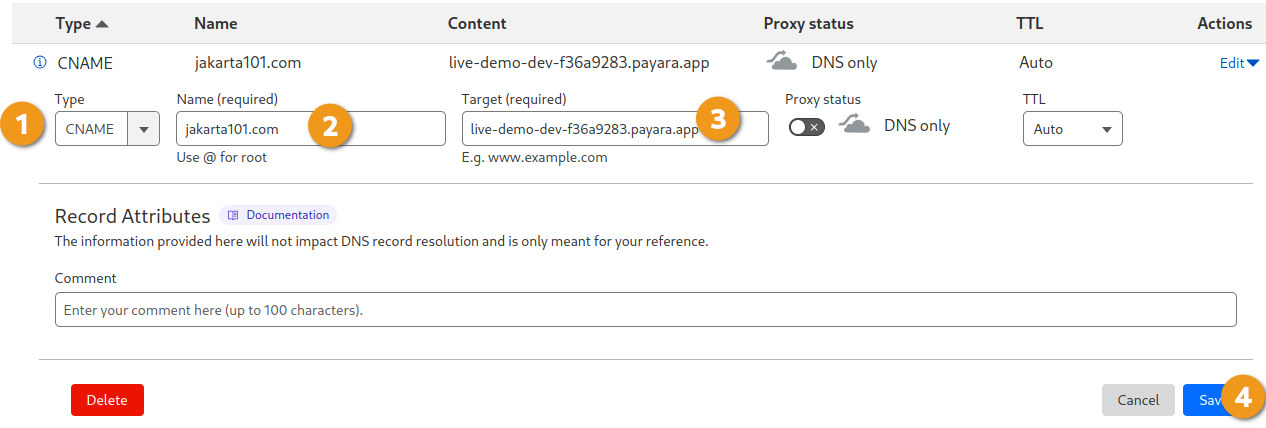 Type Name Content Proxy status TTL Actions
CNAME jakarta101.com live-demo-dev-f36a9283.payara.app DNS only Auto Edit
Type Name (required) Target (required) Proxy status TTL
1 CNAME jakarta101.com 2 live-demo-dev-f36a9283.payara.app 3 DNS only Auto
Use @ for root E.g. www.example.com
Record Attributes Documentation
The information provided here will not impact DNS record resolution and is only meant for your reference.
Comment
Enter your comment here (up to 100 characters).
Delete Cancel Sav 4